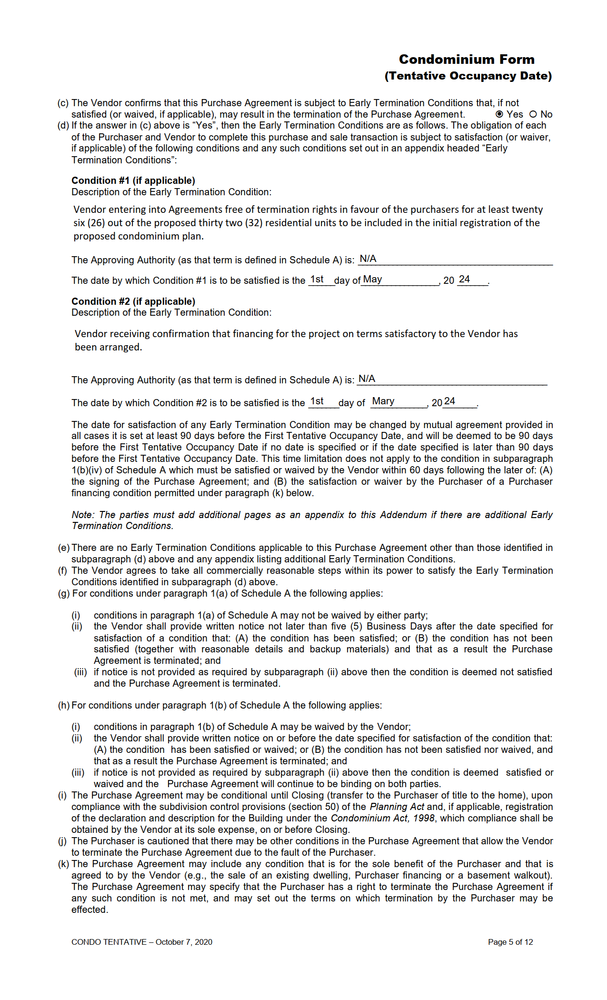 Condominium Form
(Tentative Occupancy Date)
(c) The Vendor confirms that this Purchase Agreement is subject to Early Termination Conditions that, if not
satisfied (or waived, if applicable), may result in the termination of the Purchase Agreement. Yes No
(d) If the answer in (c) above is “Yes”, then the Early Termination Conditions are as follows. The obligation of each
of the Purchaser and Vendor to complete this purchase and sale transaction is subject to satisfaction (or waiver,
if applicable) of the following conditions and any such conditions set out in an appendix headed “Early
Termination Conditions”:
Condition #1 (if applicable)
Description of the Early Termination Condition:
Vendor entering into Agreements free of termination rights in favour of the purchasers for at least twenty
six (26) out of the proposed thirty two (32) residential units to be included in the initial registration of the
proposed condominium plan.
The Approving Authority (as that term is defined in Schedule A) is: N/A
The date by which Condition #1 is to be satisfied is the 1st day of May, 20 24.
Condition #2 (if applicable)
Description of the Early Termination Condition:
Vendor receiving confirmation that financing for the project on terms satisfactory to the Vendor has
been arranged.
The Approving Authority (as that term is defined in Schedule A) is: N/A
The date by which Condition #2 is to be satisfied is the 1st day of Mary, 20 24.
The date for satisfaction of any Early Termination Condition may be changed by mutual agreement provided in
all cases it is set at least 90 days before the First Tentative Occupancy Date, and will be deemed to be 90 days
before the First Tentative Occupancy Date if no date is specified or if the date specified is later than 90 days
before the First Tentative Occupancy Date. This time limitation does not apply to the condition in subparagraph
1(b)(iv) of Schedule A which must be satisfied or waived by the Vendor within 60 days following the later of: (A)
the signing of the Purchase Agreement; and (B) the satisfaction or waiver by the Purchaser of a Purchaser
financing condition permitted under paragraph (k) below.
Note: The parties must add additional pages as an appendix to this Addendum if there are additional Early
Termination Conditions.
(e) There are no Early Termination Conditions applicable to this Purchase Agreement other than those identified in
subparagraph (d) above and any appendix listing additional Early Termination Conditions.
(f) The Vendor agrees to take all commercially reasonable steps within its power to satisfy the Early Termination
Conditions identified in subparagraph (d) above.
(g) For conditions under paragraph 1(a) of Schedule A the following applies:
(i) conditions in paragraph 1(a) of Schedule A may not be waived by either party;
(ii) the Vendor shall provide written notice not later than five (5) Business Days after the date specified for
satisfaction of a condition that: (A) the condition has been satisfied; or (B) the condition has not been
satisfied (together with reasonable details and backup materials) and that as a result the Purchase
Agreement is terminated; and
(iii) if notice is not provided as required by subparagraph (ii) above then the condition is deemed not satisfied
and the Purchase Agreement is terminated.
(h) For conditions under paragraph 1(b) of Schedule A the following applies:
(i) conditions in paragraph 1(b) of Schedule A may be waived by the Vendor;
(ii) the Vendor shall provide written notice on or before the date specified for satisfaction of the condition that:
(A) the condition has been satisfied or waived; or (B) the condition has not been satisfied nor waived, and
that as a result the Purchase Agreement is terminated; and
(iii) if notice is not provided as required by subparagraph (ii) above then the condition is deemed satisfied or
waived and the Purchase Agreement will continue to be binding on both parties.
(i) The Purchase Agreement may be conditional until Closing (transfer to the Purchaser of title to the home), upon
compliance with the subdivision control provisions (section 50) of the Planning Act and, if applicable, registration
of the declaration and description for the Building under the Condominium Act, 1998, which compliance shall be
obtained by the Vendor at its sole expense, on or before Closing.
(j) The Purchaser is cautioned that there may be other conditions in the Purchase Agreement that allow the Vendor
to terminate the Purchase Agreement due to the fault of the Purchaser.
(k) The Purchase Agreement may include any condition that is for the sole benefit of the Purchaser and that is
agreed to by the Vendor (e.g., the sale of an existing dwelling, Purchaser financing or a basement walkout).
The Purchase Agreement may specify that the Purchaser has a right to terminate the Purchase Agreement if
any such condition is not met, and may set out the terms on which termination by the Purchaser may be
effected.
CONDO TENTATIVE – October 7, 2020 Page 5 of 12